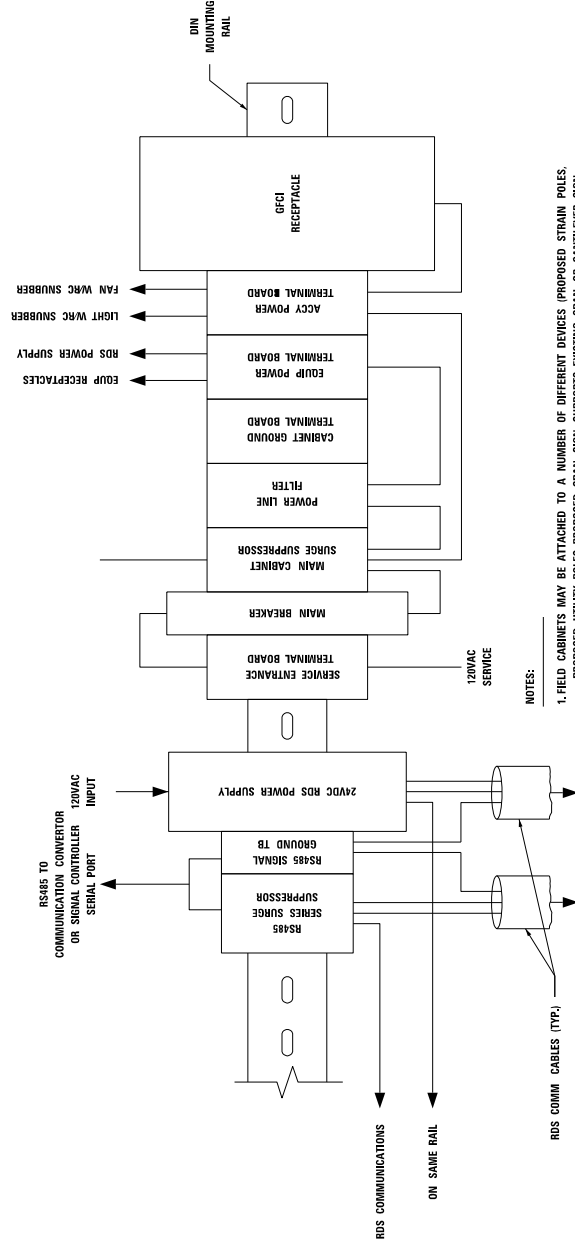 DIN
MOUNTING
RAIL
GFCI
RECEPTACLE
FAN W/RC SNUBBER
LIGHT W/RC SNUBBER
RDS POWER SUPPLY
EQUIP RECEPTACLES
ACCY POWER
TERMINAL BOARD
EQUIP POWER
TERMINAL BOARD
CABINET GROUND
TERMINAL BOARD
POWER LINE
FILTER
MAIN CABINET
SURGE SUPPRESSOR
MAIN BREAKER
SERVICE ENTRANCE
TERMINAL BOARD
120VAC
SERVICE
120VAC
INPUT
24VDC RDS POWER SUPPLY
RS485 TO
COMMUNICATION CONVERTOR
OR SIGNAL CONTROLLER
SERIAL PORT
RS485 SIGNAL
GROUND TB
RS485
SERIES SURGE
SUPPRESSOR
RDS COMMUNICATIONS
ON SAME RAIL
RDS COMM CABLES (TYP.)
NOTES:
1. FIELD CABINETS MAY BE ATTACHED TO A NUMBER OF DIFFERENT DEVICES (PROPOSED STRAIN POLES,